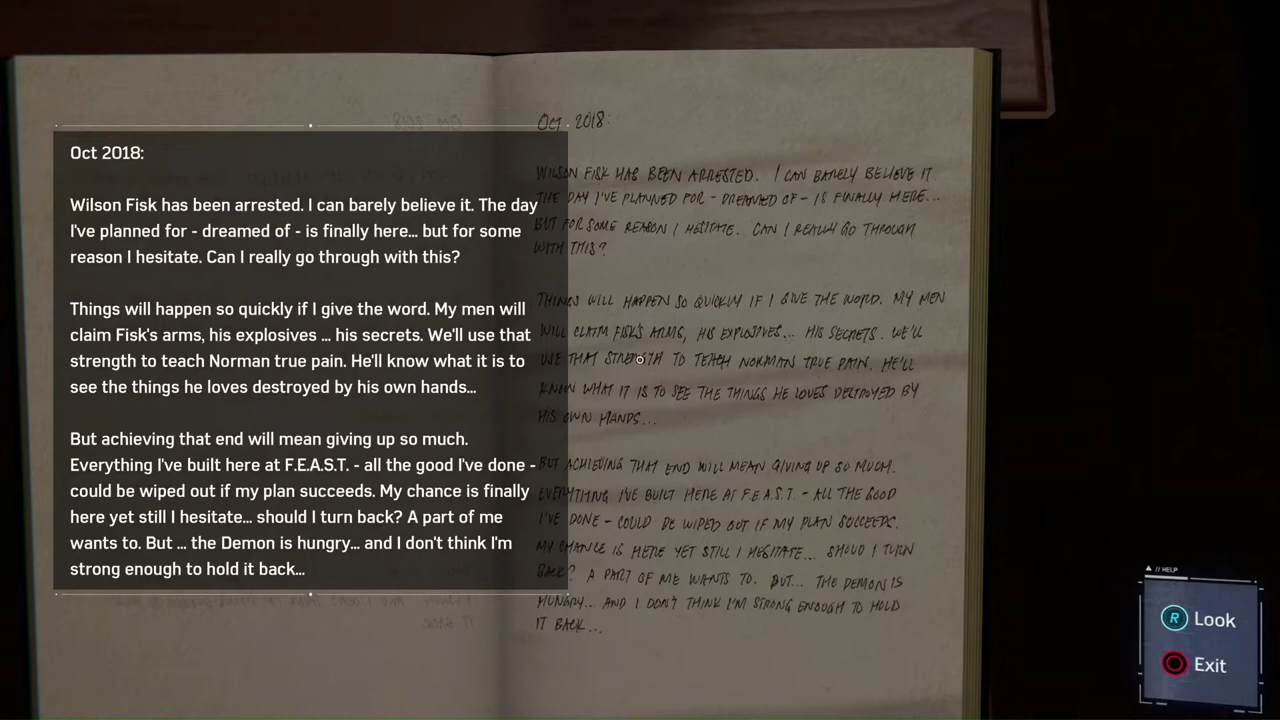 Oct 2018:
Wilson Fisk has been arrested. I can barely believe it. The day
I've planned for - dreamed of - is finally here... but for some
reason I hesitate. Can I really go through with this?
Things will happen so quickly if I give the word. My men will
claim Fisk's arms, his explosives ... his secrets. We'll use that
strength to teach Norman true pain. He'll know what it is to
see the things he loves destroyed by his own hands...
But achieving that end will mean giving up so much.
Everything I've built here at F.E.A.S.T. - all the good I've done -
could be wiped out if my plan succeeds. My chance is finally
here yet still I hesitate... should I turn back? A part of me
wants to. But ... the Demon is hungry... and I don't think I'm
strong enough to hold it back...
OCT 2018:
WILSON FISK HAS BEEN ARRESTED. I CAN BARELY BELIEVE IT.
THE DAY I'VE PLANNED FOR - DREAMED OF - IS FINALLY HERE...
BUT FOR SOME REASON I HESITATE. CAN I REALLY GO THROUGH
WITH THIS?
THINGS WILL HAPPEN SO QUICKLY IF I GIVE THE WORD. MY MEN
WILL CLAIM FISK'S ARMS, HIS EXPLOSIVES... HIS SECRETS. WE'LL
USE THAT STRENGTH TO TEACH NORMAN TRUE PAIN. HE'LL
KNOW WHAT IT IS TO SEE THE THINGS HE LOVES DESTROYED BY
HIS OWN HANDS...
BUT ACHIEVING THAT END WILL MEAN GIVING UP SO MUCH.
EVERYTHING I'VE BUILT HERE AT F.E.A.S.T. - ALL THE GOOD
I'VE DONE - COULD BE WIPED OUT IF MY PLAN SUCCEEDS.
MY CHANCE IS HERE YET STILL I HESITATE... SHOULD I TURN
BACK? A PART OF ME WANTS TO. BUT... THE DEMON IS
HUNGRY... AND I DON'T THINK I'M STRONG ENOUGH TO HOLD
IT BACK...
// HELP
R Look
Exit